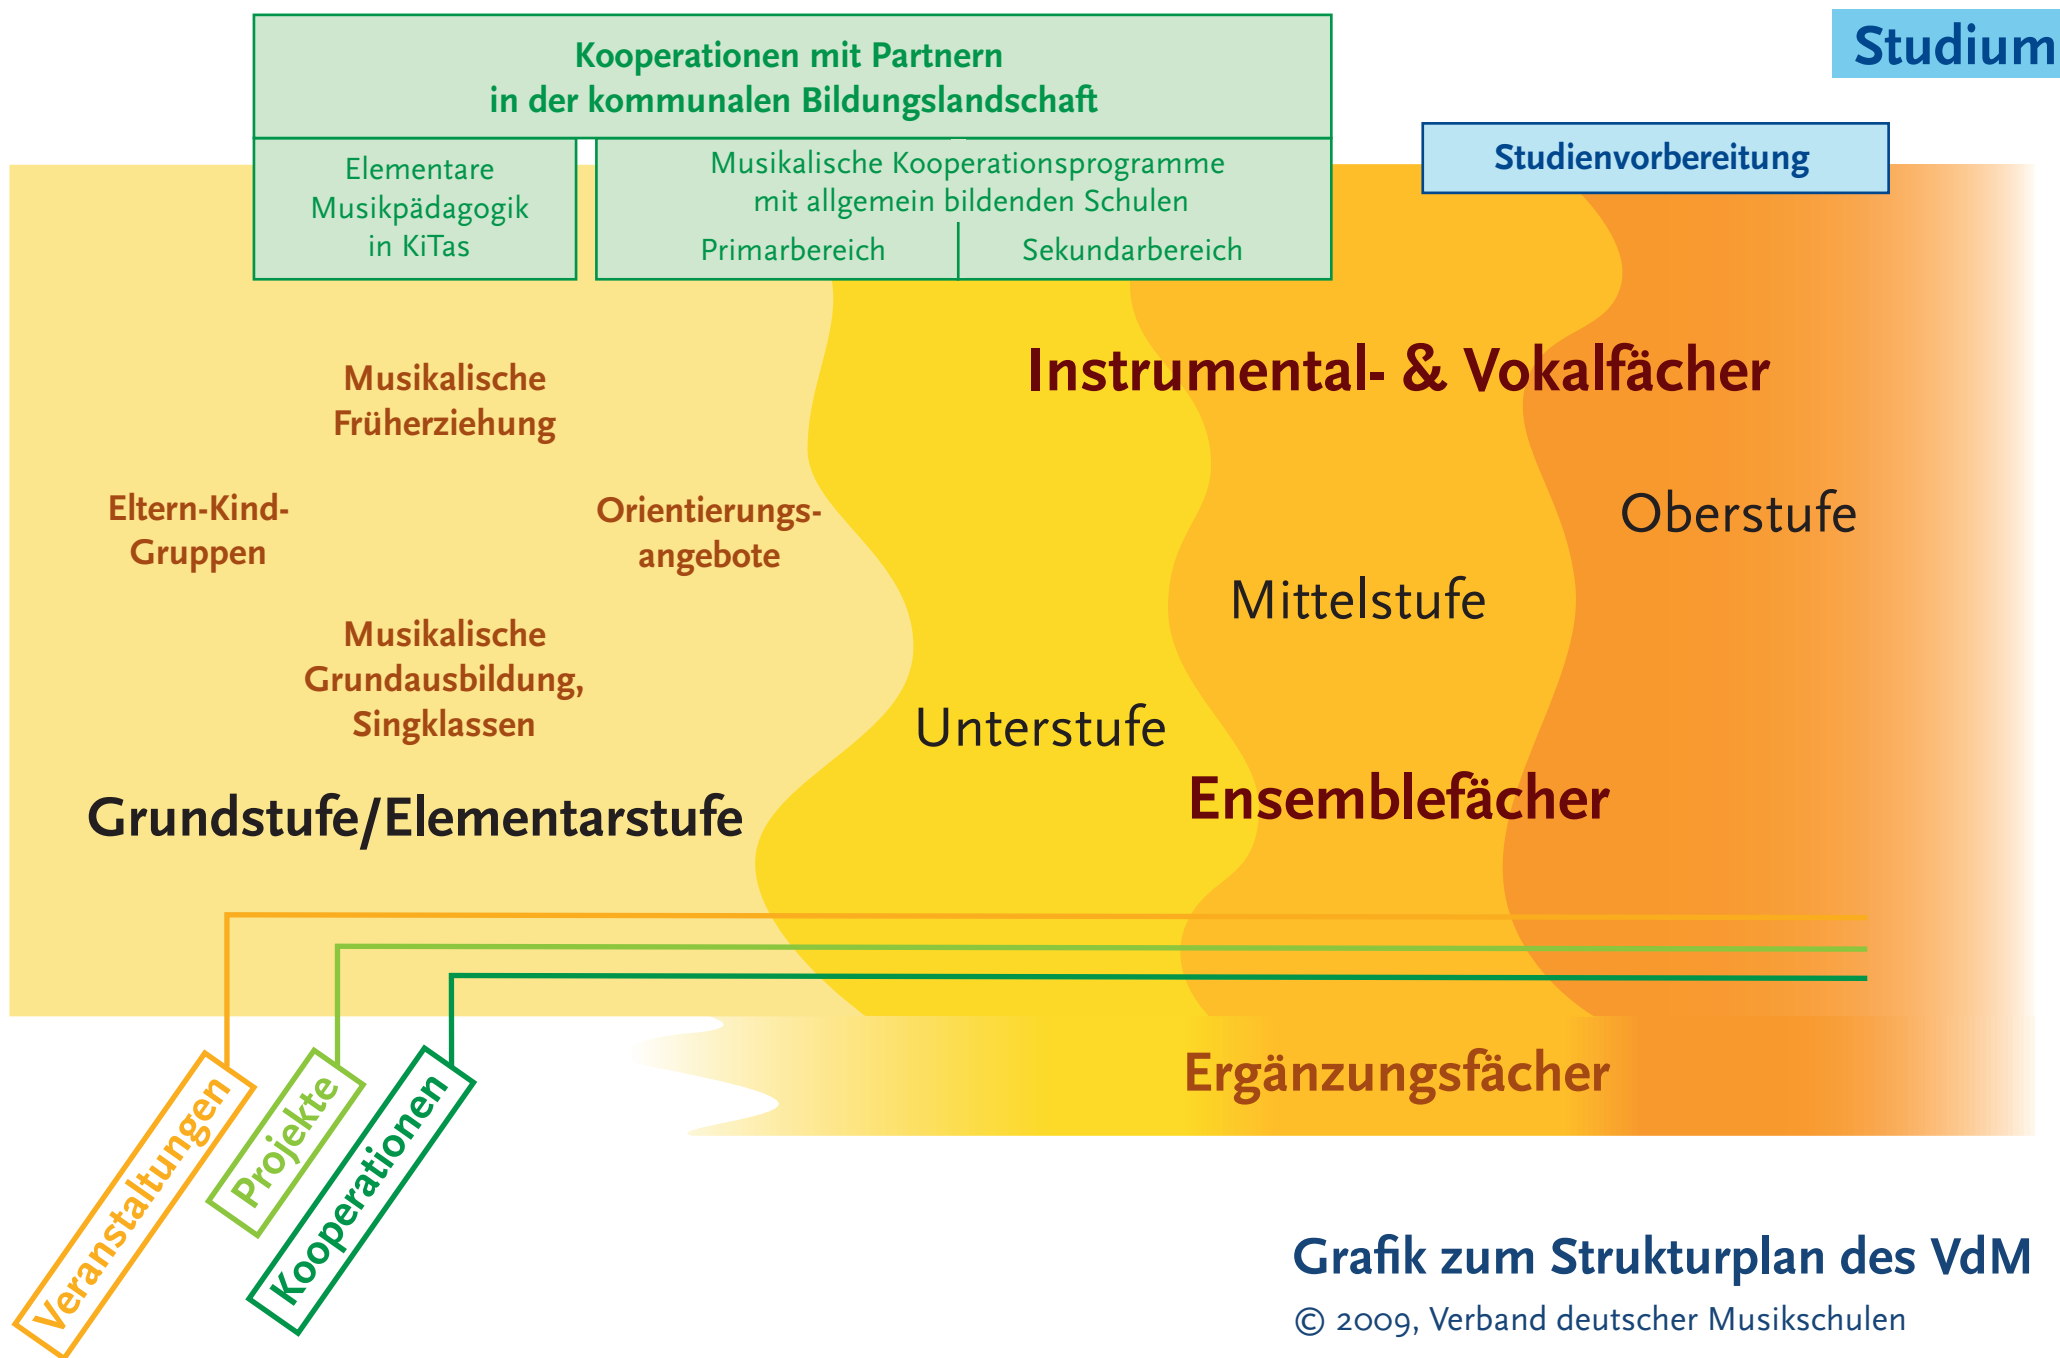 Kooperationen mit Partnern
in der kommunalen Bildungslandschaft
Studium
Elementare
Musikpädagogik
in KiTas
Musikalische Kooperationsprogramme
mit allgemein bildenden Schulen
Primarbereich
Sekundarbereich
Studienvorbereitung
Instrumental- & Vokalfächer
Musikalische
Früherziehung
Eltern-Kind-
Gruppen
Orientierungs-
angebote
Oberstufe
Mittelstufe
Musikalische
Grundausbildung,
Singklassen
Unterstufe
Grundstufe/Elementarstufe
Ensemblefächer
Ergänzungsfächer
Veranstaltungen
Projekte
Kooperationen
Grafik zum Strukturplan des VdM
© 2009, Verband deutscher Musikschulen